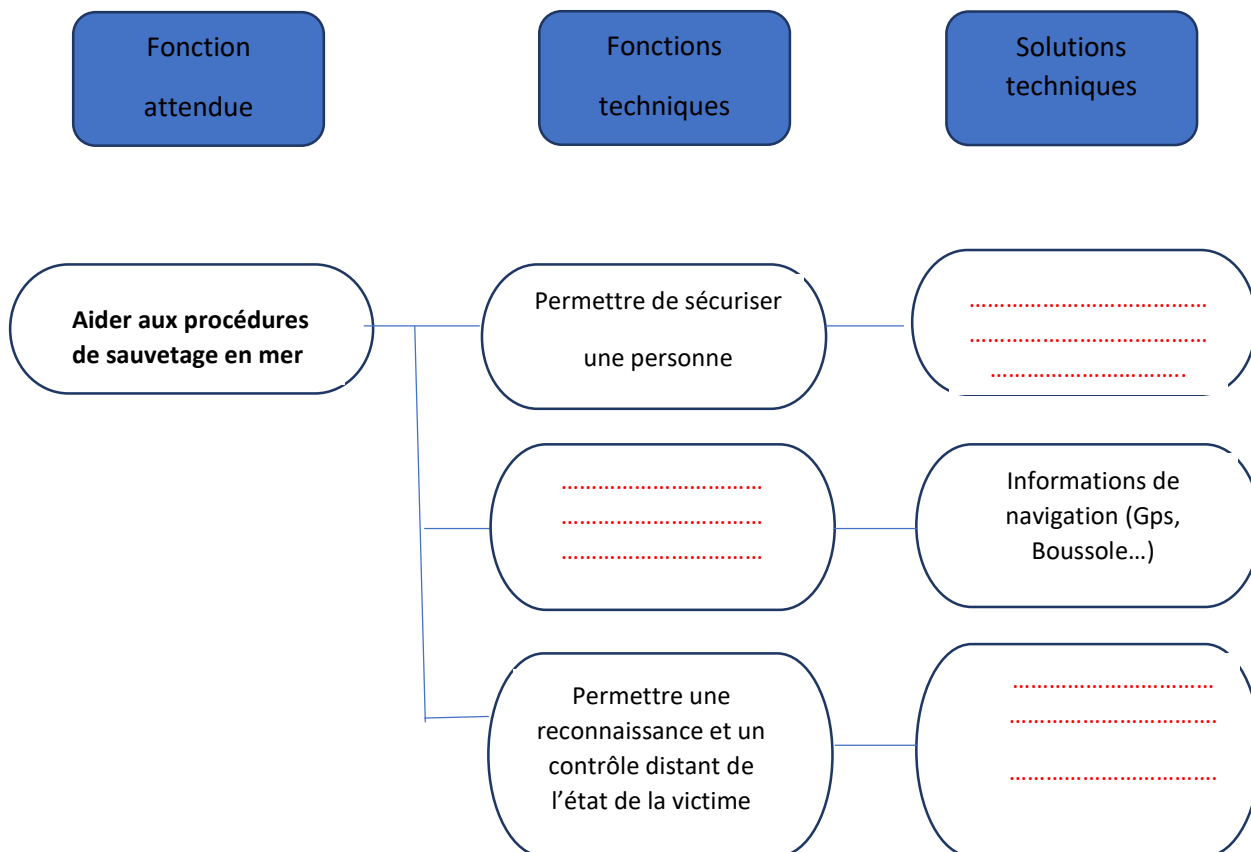 Fonction
attendue
Fonctions
techniques
Solutions
techniques
Aider aux procédures
de sauvetage en mer
Permettre de sécuriser
une personne
……………………………………
……………………………………
…………………………..
………………………………
………………………………
………………………………
Informations de
navigation (Gps,
Boussole…)
Permettre une
reconnaissance et un
contrôle distant de
l’état de la victime
………………………………
……………………………….
……………………………….